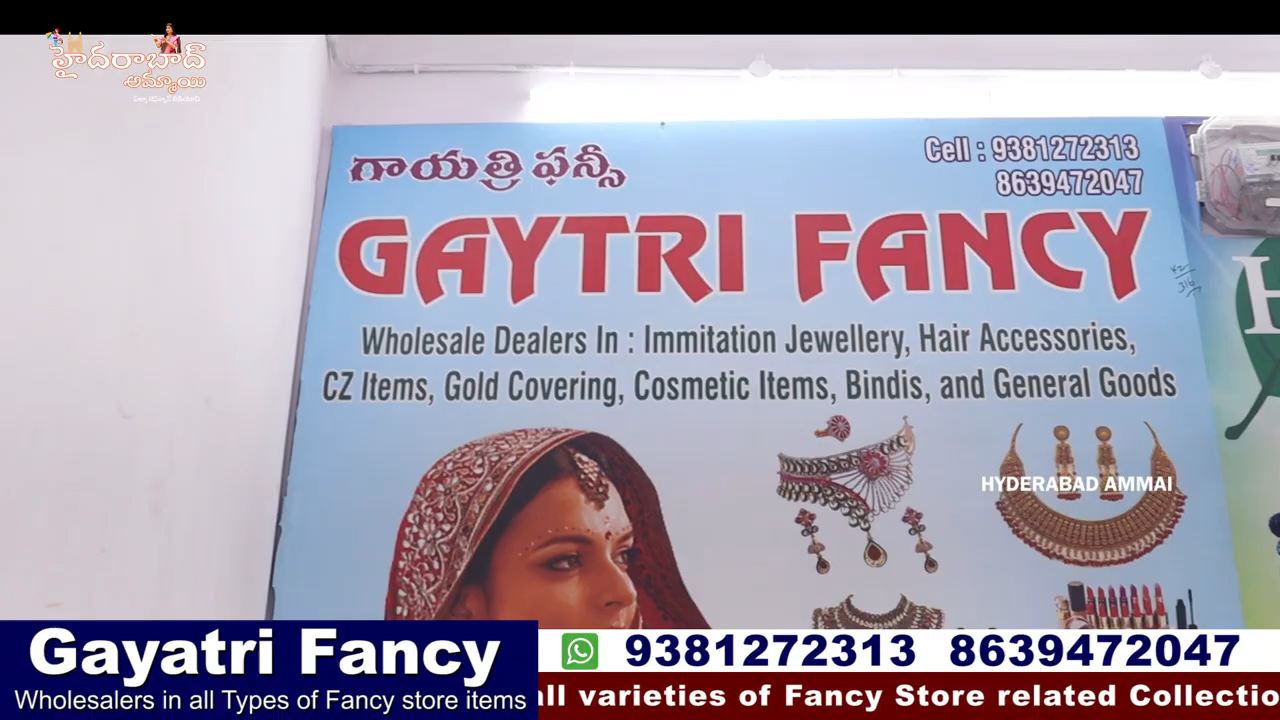 హైదరాబాద్
అమ్మాయి
గాయత్రి ఫన్సీ
Cell : 9381272313
8639472047
GAYTRI FANCY
Wholesale Dealers In : Immitation Jewellery, Hair Accessories,
CZ Items, Gold Covering, Cosmetic Items, Bindis, and General Goods
HYDERABAD AMMAI
Gayatri Fancy
9381272313 8639472047
Wholesalers in all Types of Fancy store items
all varieties of Fancy Store related Collectio